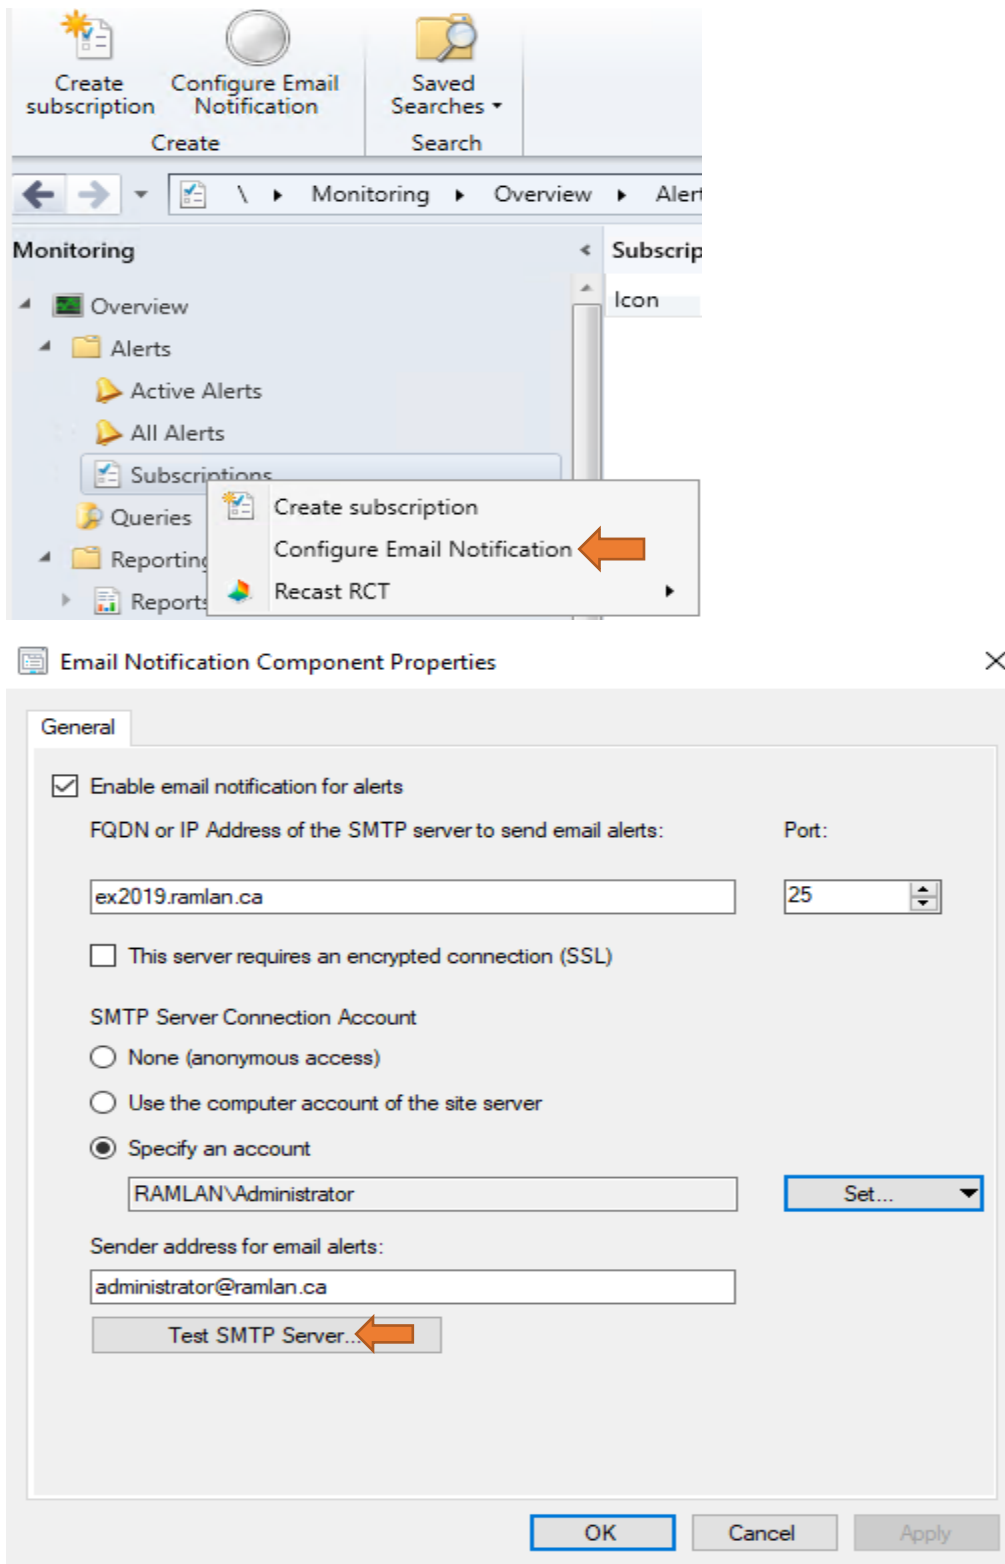 Create subscription
Configure Email Notification
Saved Searches
Create
Search
\ Monitoring Overview Aler
Monitoring
Subscrip
Overview
Icon
Alerts
Active Alerts
All Alerts
Subscriptions
Create subscription
Queries
Configure Email Notification
Reporting
Recast RCT
Reports
Email Notification Component Properties
General
Enable email notification for alerts
FQDN or IP Address of the SMTP server to send email alerts:
Port:
ex2019.ramlan.ca
25
This server requires an encrypted connection (SSL)
SMTP Server Connection Account
None (anonymous access)
Use the computer account of the site server
Specify an account
RAMLAN\Administrator
Set...
Sender address for email alerts:
administrator@ramlan.ca
Test SMTP Server...
OK
Cancel
Apply